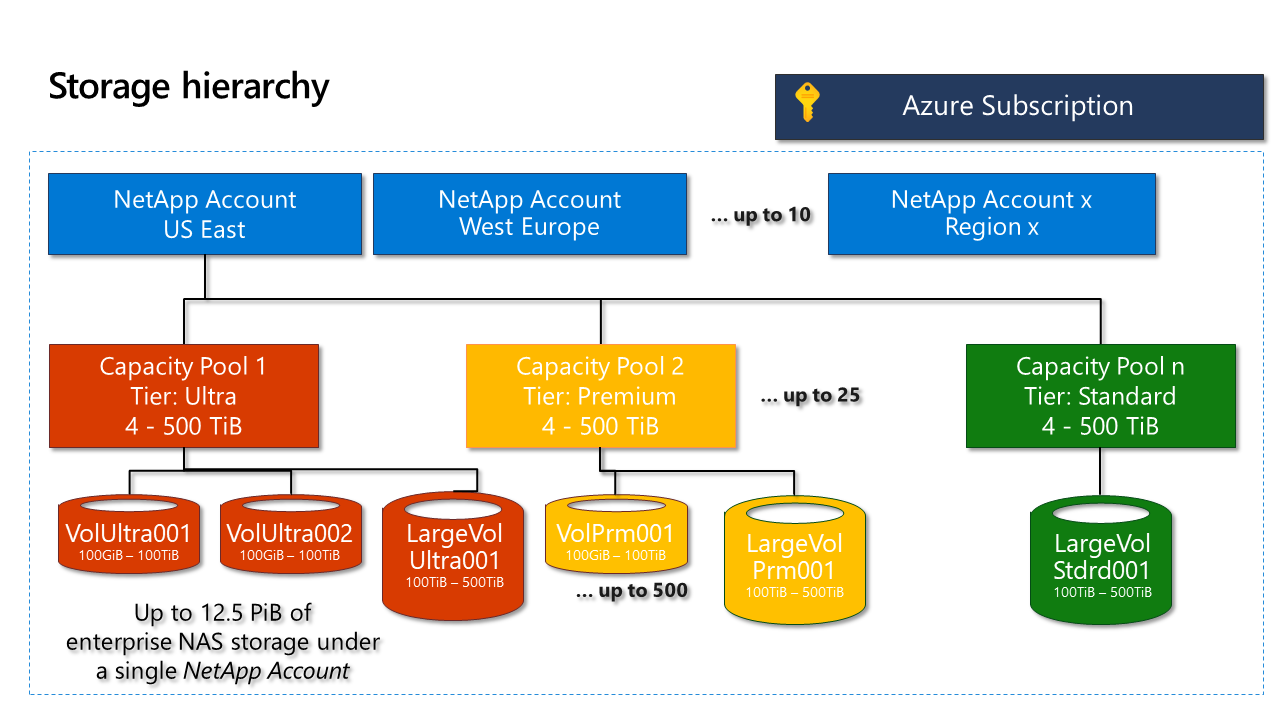 Storage hierarchy
Azure Subscription
NetApp Account
US East
NetApp Account
West Europe
... up to 10
NetApp Account x
Region x
Capacity Pool 1
Tier: Ultra
4 - 500 TiB
Capacity Pool 2
Tier: Premium
4 - 500 TiB
... up to 25
Capacity Pool n
Tier: Standard
4 - 500 TiB
VolUltra001
100GiB – 100TiB
VolUltra002
100GiB – 100TiB
LargeVol
Ultra001
100TiB – 500TiB
VolPrm001
100GiB – 100TiB
... up to 500
LargeVol
Prm001
100TiB – 500TiB
LargeVol
Stdrd001
100TiB – 500TiB
Up to 12.5 PiB of
enterprise NAS storage under
a single NetApp Account